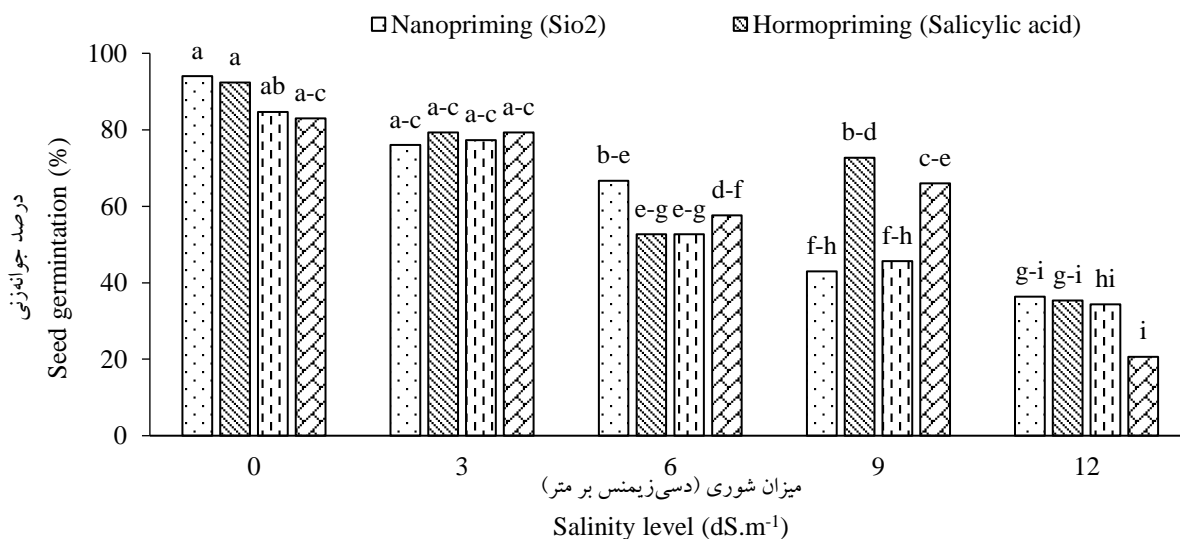 Nanopriming (Sio2) Hormopriming (Salicylic acid)
درصد جوانه‌زنی
Seed germintation (%)
100
80
60
40
20
0
a a ab a-c
a-c a-c a-c a-c
b-e e-g e-g d-f
f-h b-d f-h c-e
g-i g-i hi i
0 3 6 9 12
میزان شوری (دسی‌زیمنس بر متر)
Salinity level (dS.m-1)